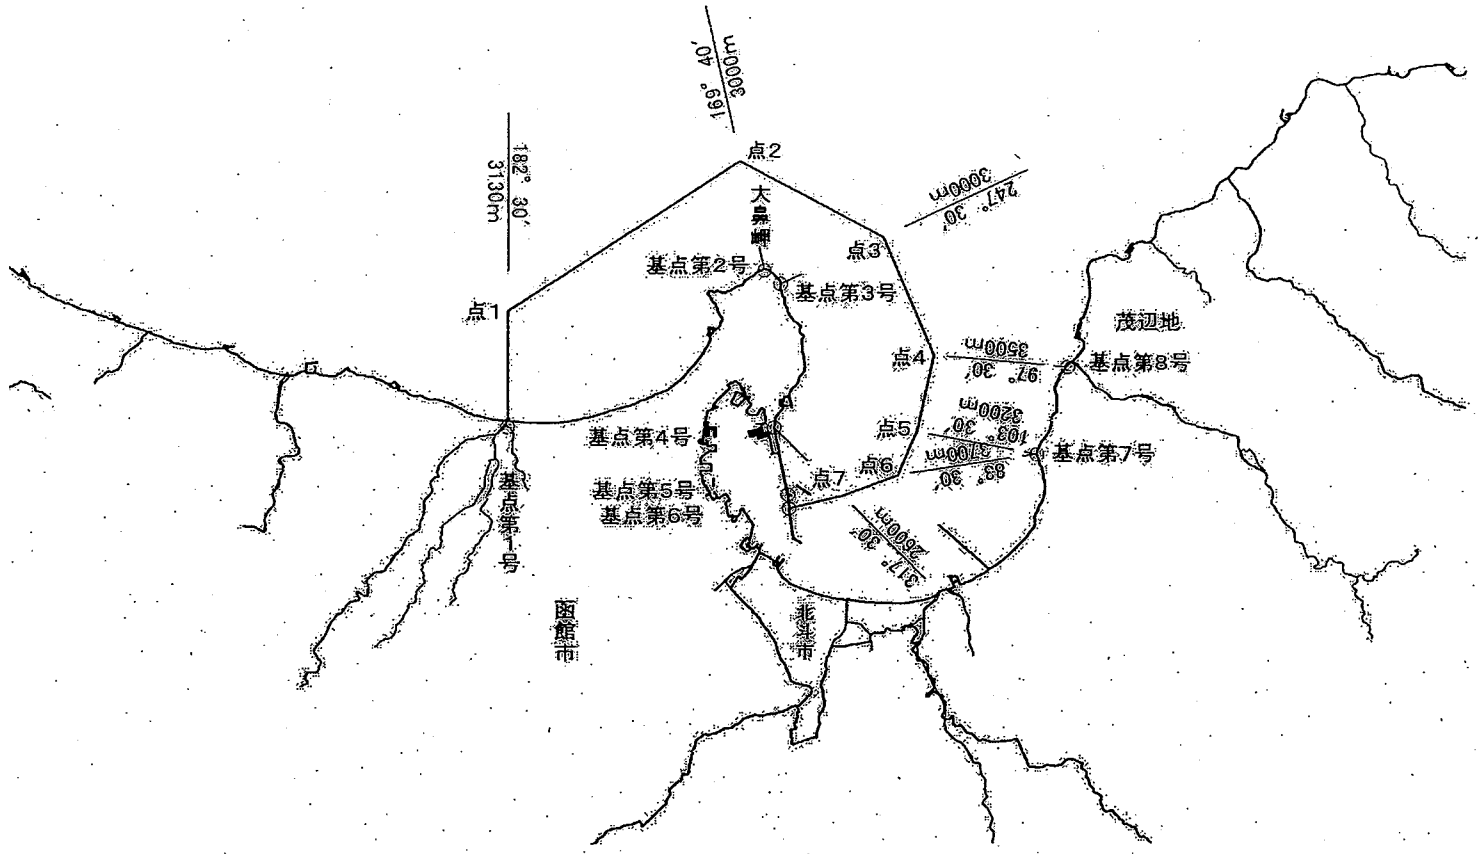 169° 40′
3000m
182° 30′
3130m
点2
大鼻岬
247° 30′
3000m
点3
基点第2号
基点第3号
点1
茂辺地
点4
3500m
97° 30′
基点第8号
3200m
103° 30′
点5
基点第4号
3700m
83° 30′
基点第7号
点6
点7
基点第5号
基点第6号
基点第1号
2600m
317° 30′
函館市
北斗市